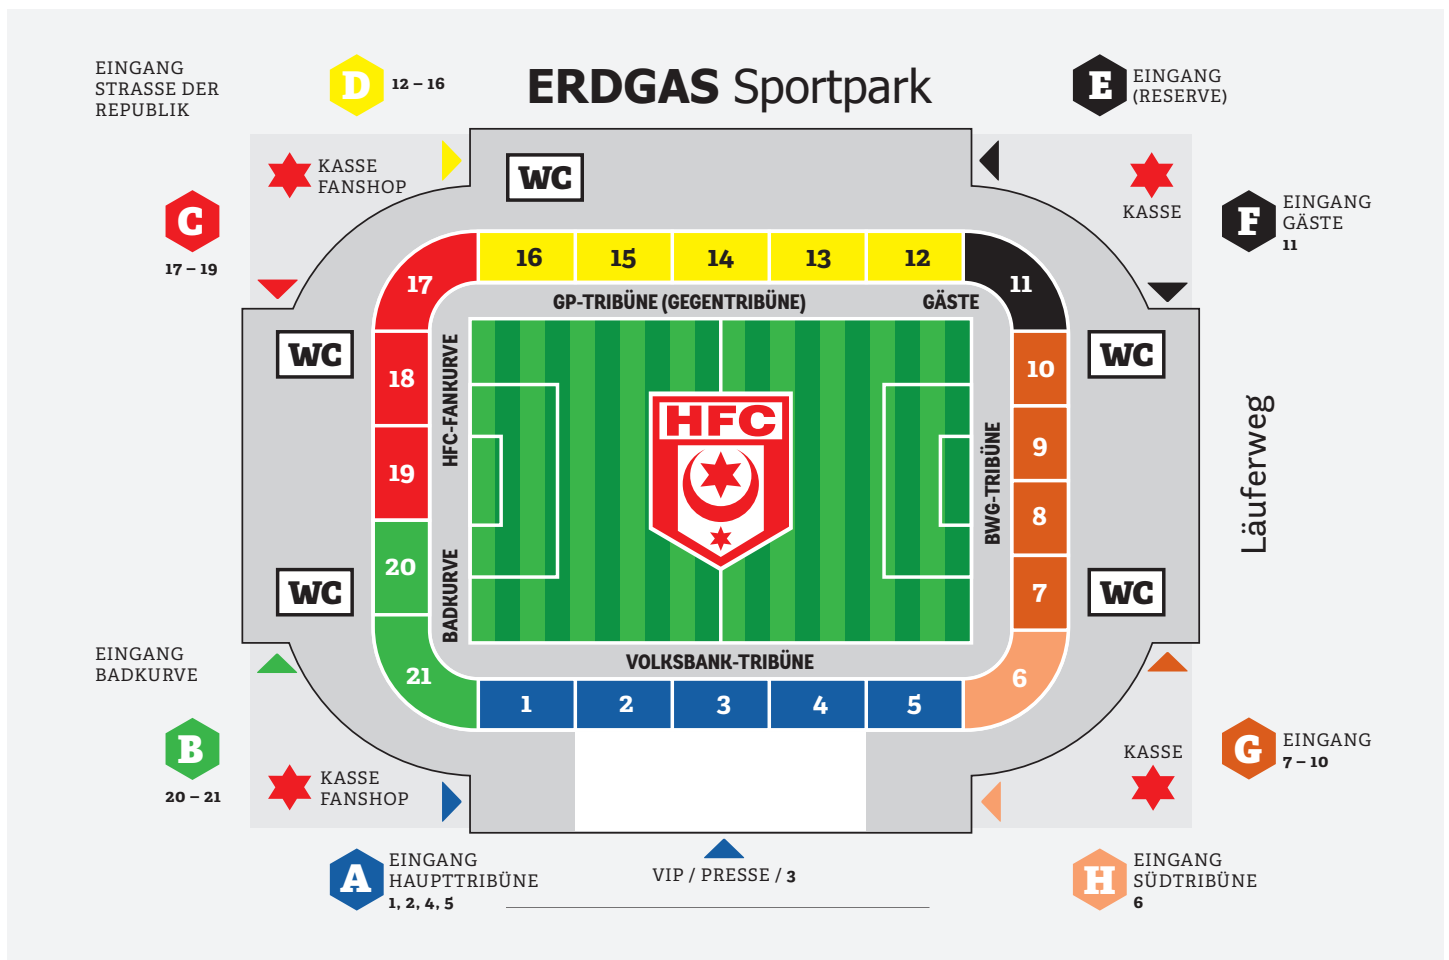 EINGANG
STRASSE DER
REPUBLIK
D
12 – 16
ERDGAS Sportpark
E
EINGANG
(RESERVE)
KASSE
FANSHOP
WC
KASSE
C
17 – 19
F
EINGANG
GÄSTE
11
17
16
15
14
13
12
11
GP-TRIBÜNE (GEGENTRIBÜNE)
GÄSTE
WC
18
19
20
21
HFC-FANKURVE
BADKURVE
HFC
BWG-TRIBÜNE
10
9
8
7
6
WC
Läuferweg
WC
WC
VOLKSBANK-TRIBÜNE
1
2
3
4
5
EINGANG
BADKURVE
B
20 – 21
KASSE
FANSHOP
KASSE
G
EINGANG
7 – 10
A
EINGANG
HAUPTTRIBÜNE
1, 2, 4, 5
VIP / PRESSE / 3
H
EINGANG
SÜDTRIBÜNE
6